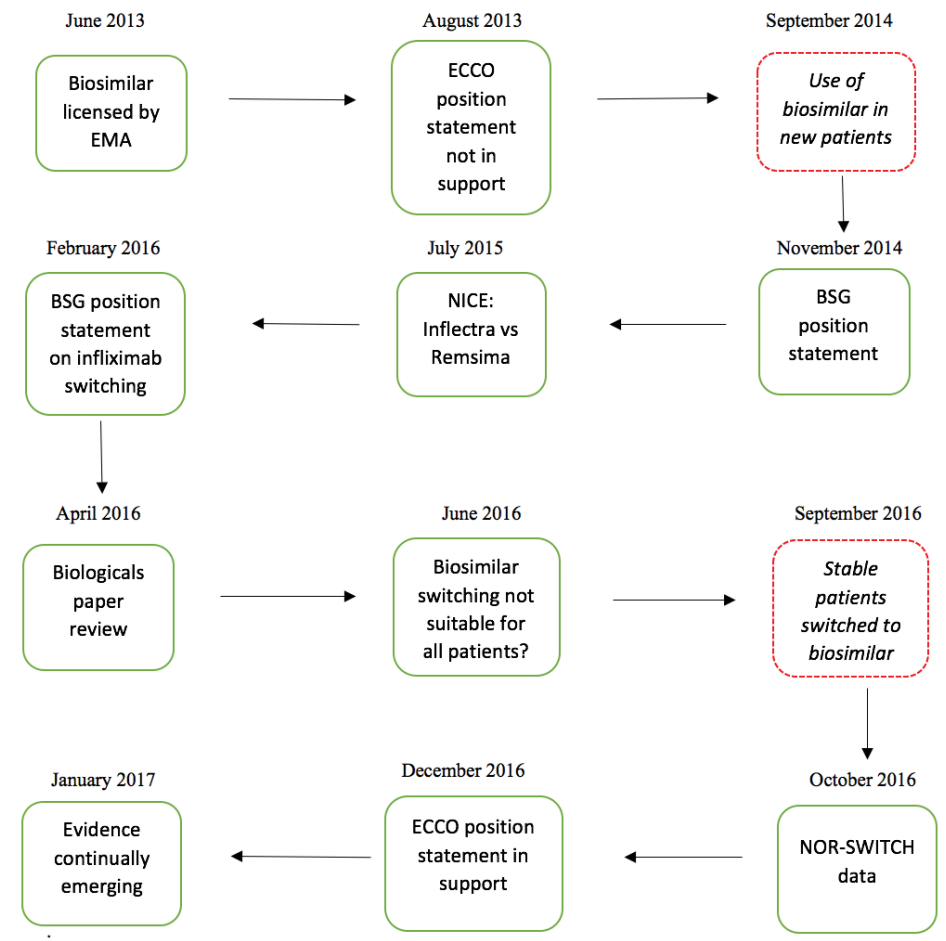 June 2013
Biosimilar
licensed by
EMA
August 2013
ECCO
position
statement
not in
support
September 2014
Use of
biosimilar in
new patients
November 2014
BSG
position
statement
July 2015
NICE:
Inflectra vs
Remsima
February 2016
BSG position
statement
on infliximab
switching
April 2016
Biologicals
paper
review
June 2016
Biosimilar
switching not
suitable for
all patients?
September 2016
Stable
patients
switched to
biosimilar
October 2016
NOR-SWITCH
data
December 2016
ECCO position
statement in
support
January 2017
Evidence
continually
emerging
.